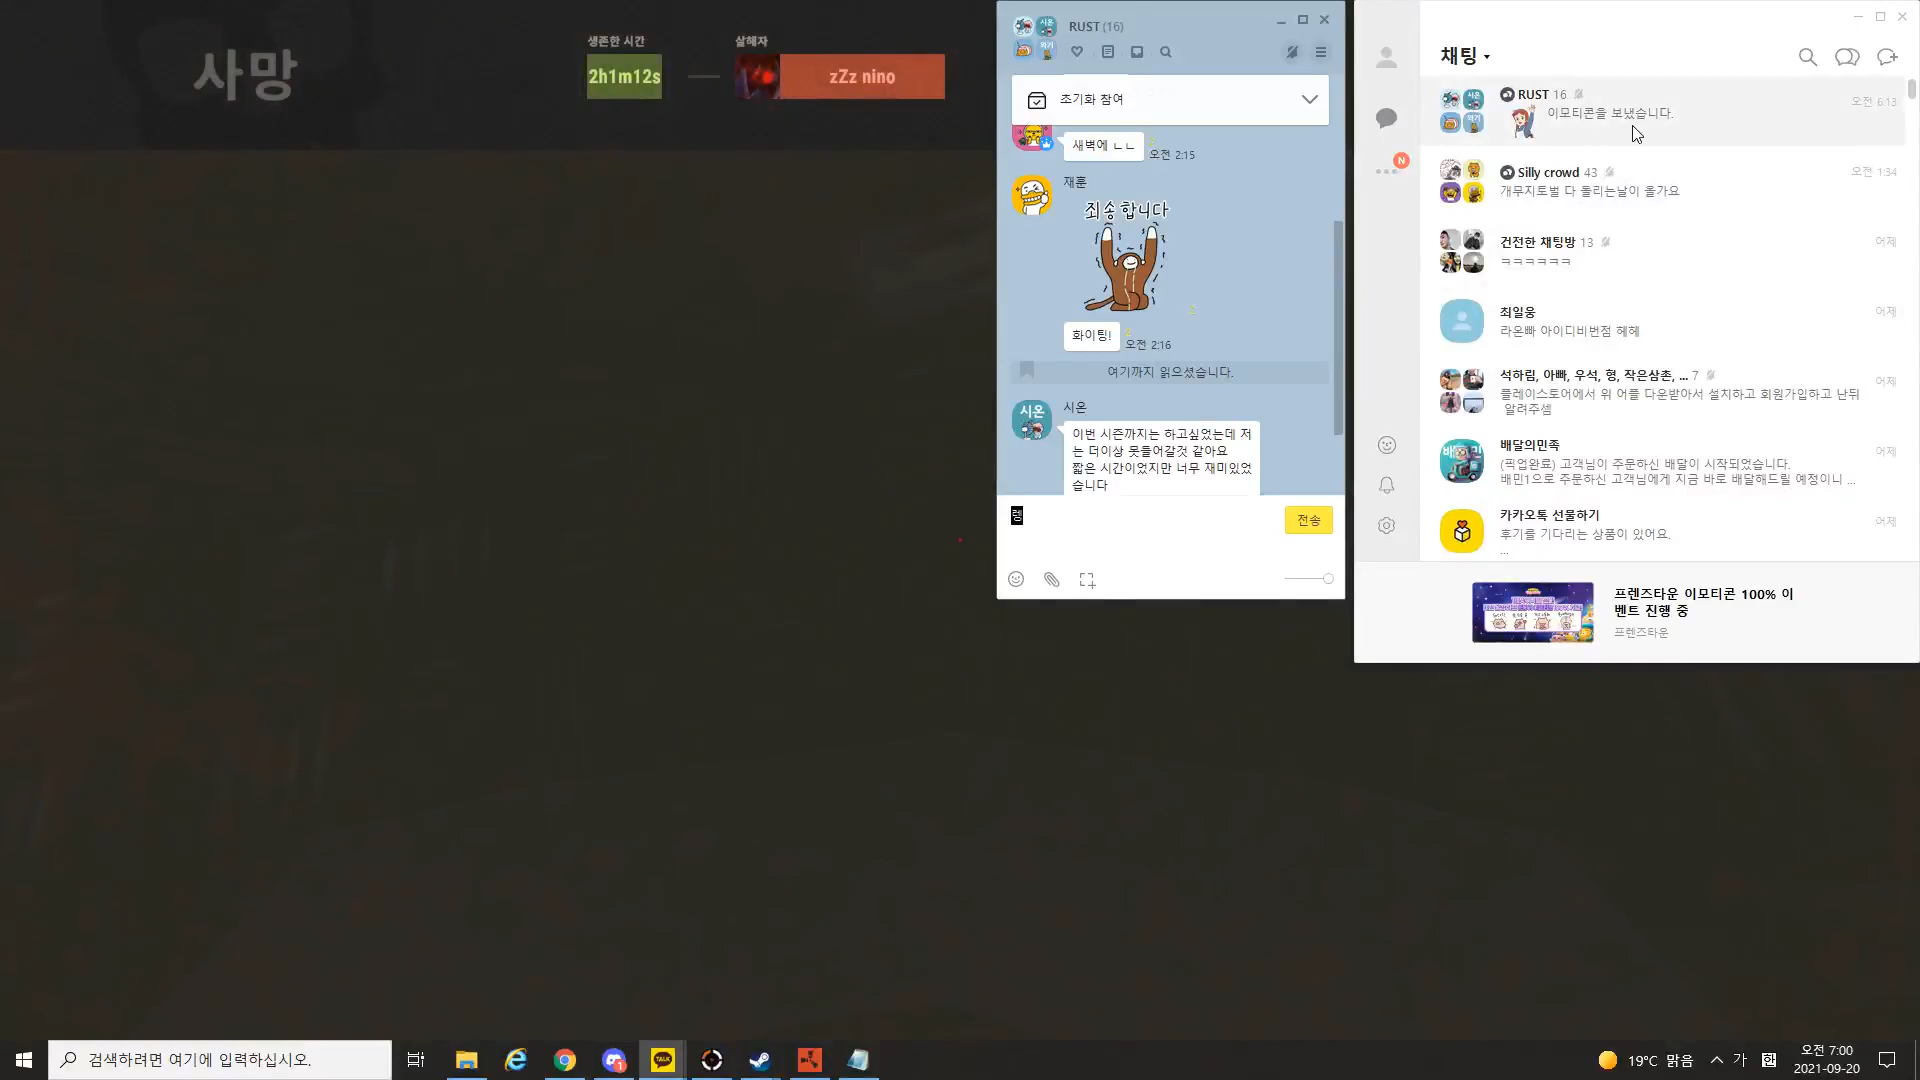 사망
생존한 시간
2h1m12s
살해자
zZz nino
RUST (16)
초기화 참여
새벽에 ㄴㄴ
오전 2:15
재훈
죄송합니다
2
화이팅!
2
오전 2:16
여기까지 읽으셨습니다.
시온
시온
이번 시즌까지는 하고싶었는데 저
는 더이상 못들어갈것 같아요
짧은 시간이었지만 너무 재미있었
습니다
렝
전송
채팅
N
RUST 16
이모티콘을 보냈습니다.
오전 6:13
Silly crowd 43
개무지토벌 다 돌리는날이 올가요
오전 1:34
건전한 채팅방 13
ㅋㅋㅋㅋㅋㅋ
어제
최일웅
라온빠 아이디비번점 헤헤
어제
석하림, 아빠, 우석, 형, 작은삼촌, ... 7
플레이스토어에서 위 어플 다운받아서 설치하고 회원가입하고 난뒤
알려주셈
어제
배달의민족
(픽업완료) 고객님이 주문하신 배달이 시작되었습니다.
배민1으로 주문하신 고객님에게 지금 바로 배달해드릴 예정이니 ...
어제
카카오톡 선물하기
후기를 기다리는 상품이 있어요.
...
어제
프렌즈타운 이모티콘 100% 이
벤트 진행 중
프렌즈타운
검색하려면 여기에 입력하십시오.
TALK
1
19°C 맑음
가
한
오전 7:00
2021-09-20